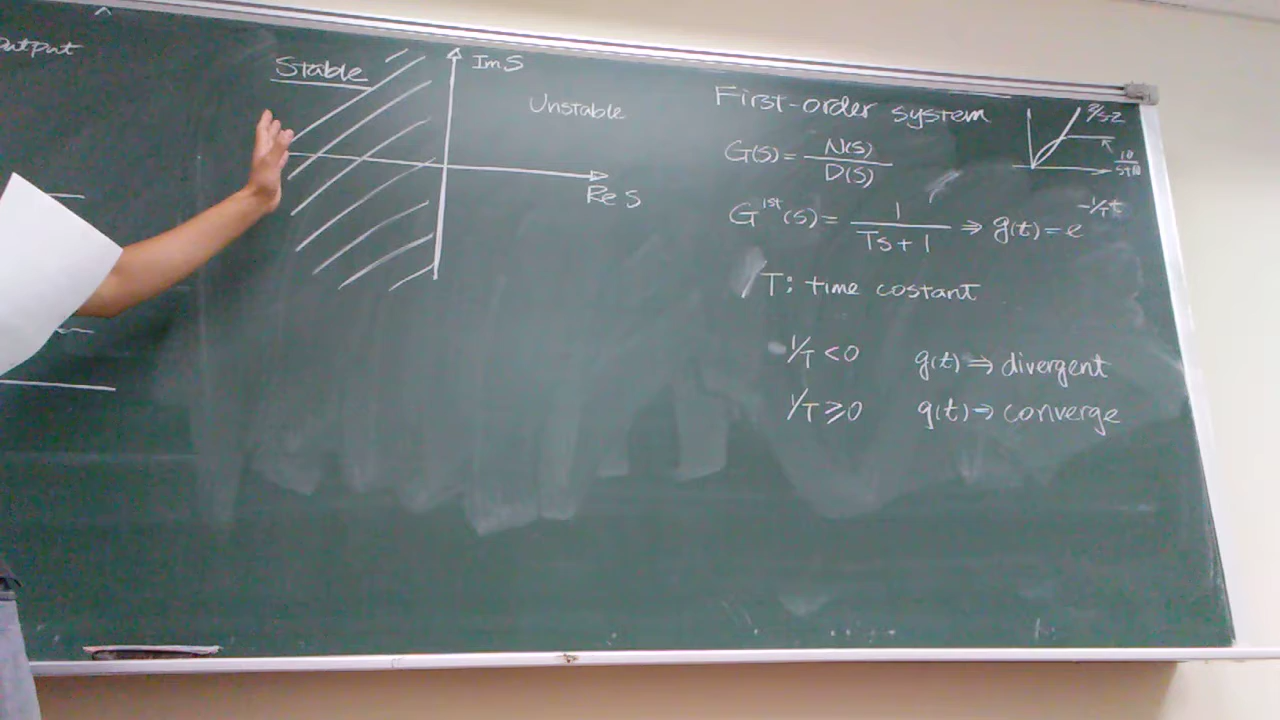 output
Stable
Im S
Unstable
Re S
First-order system
G(S) = N(S) / D(S)
G^1st(S) = 1 / (Ts + 1) ⇒ g(t) = e^(-1/T t)
T: time costant
1/T < 0 g(t) ⇒ divergent
1/T ≥ 0 g(t) ⇒ converge